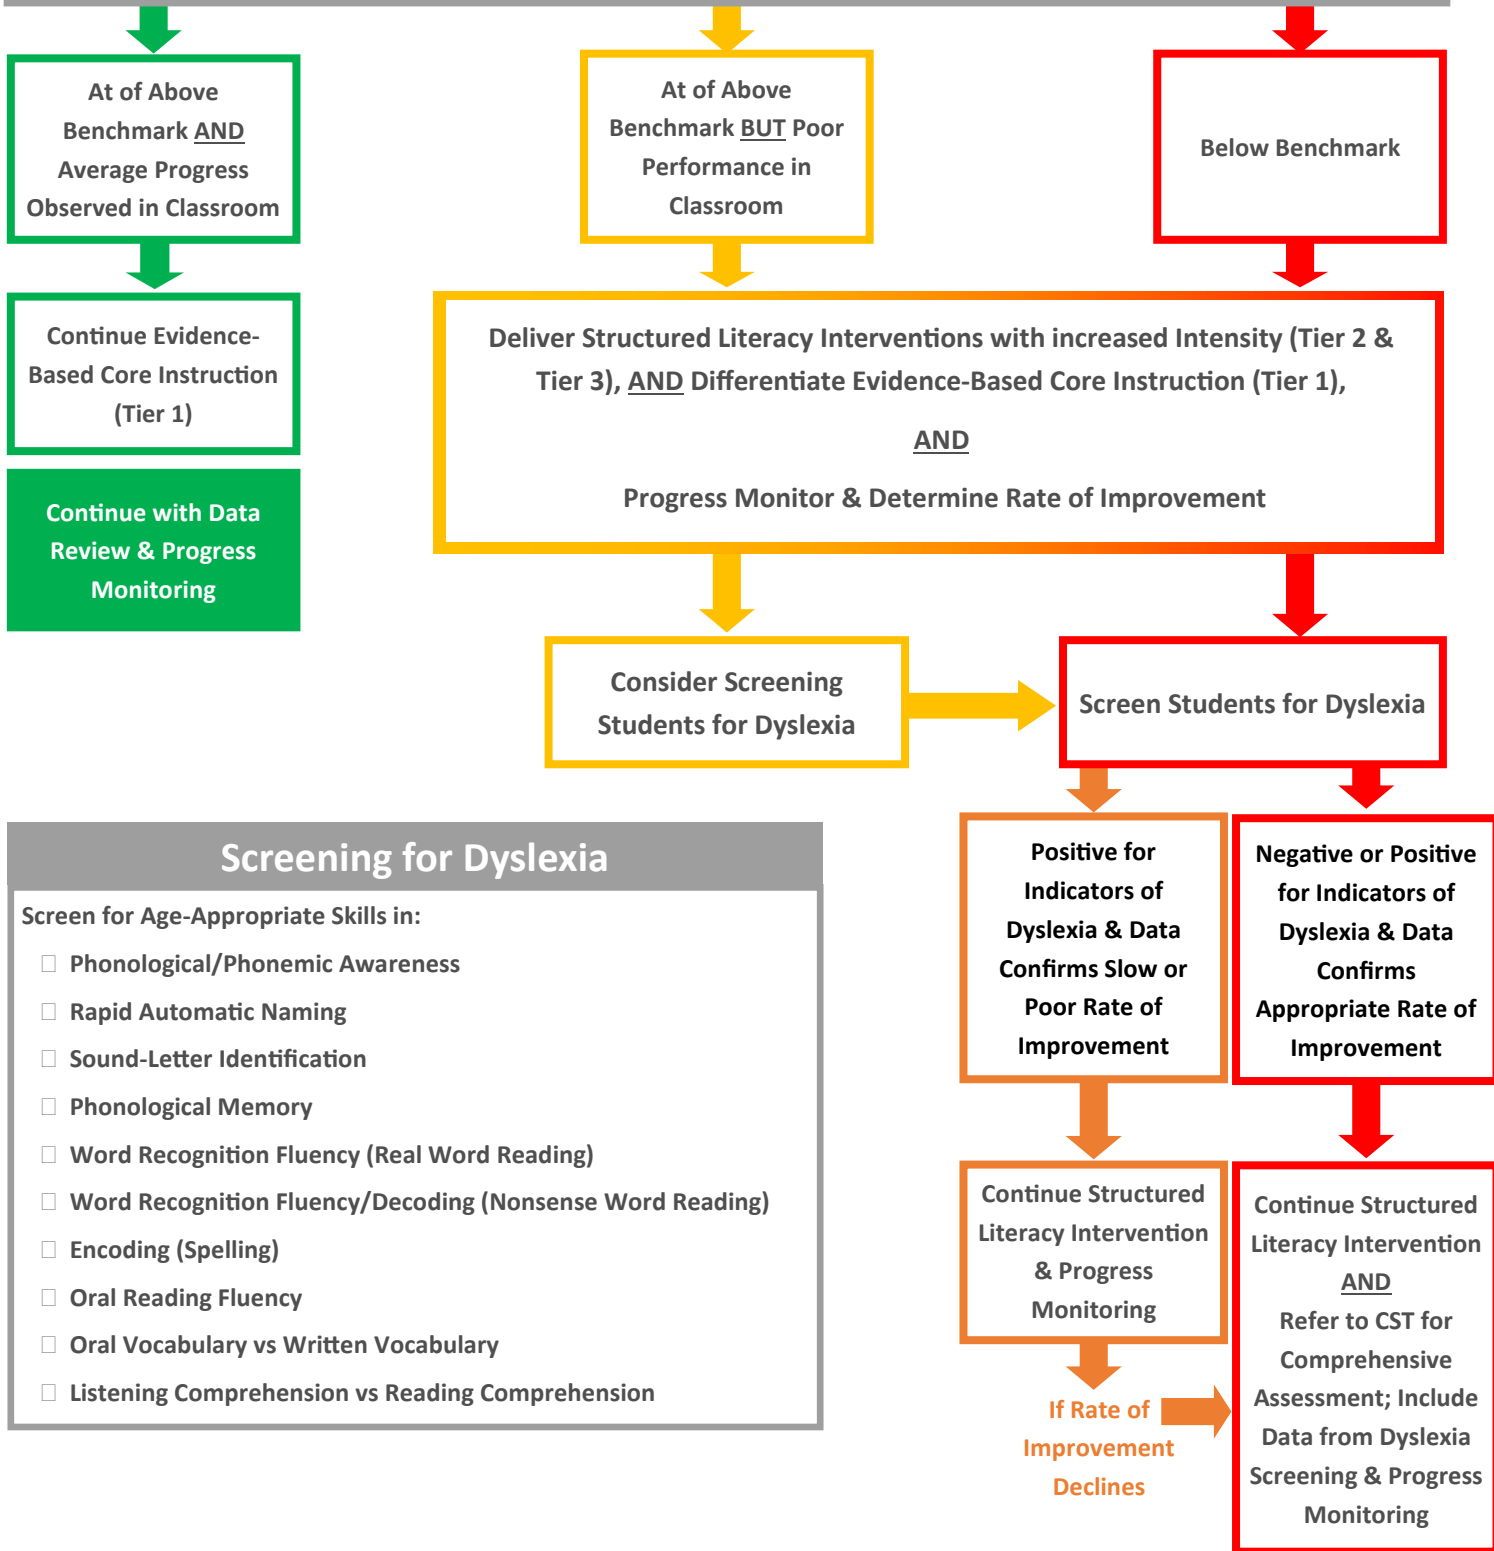 At of Above
Benchmark AND
Average Progress
Observed in Classroom
At of Above
Benchmark BUT Poor
Performance in
Classroom
Below Benchmark
Continue Evidence-
Based Core Instruction
(Tier 1)
Continue with Data
Review & Progress
Monitoring
Deliver Structured Literacy Interventions with increased Intensity (Tier 2 &
Tier 3), AND Differentiate Evidence-Based Core Instruction (Tier 1),
AND
Progress Monitor & Determine Rate of Improvement
Consider Screening
Students for Dyslexia
Screen Students for Dyslexia
Screening for Dyslexia
Screen for Age-Appropriate Skills in:
☐ Phonological/Phonemic Awareness
☐ Rapid Automatic Naming
☐ Sound-Letter Identification
☐ Phonological Memory
☐ Word Recognition Fluency (Real Word Reading)
☐ Word Recognition Fluency/Decoding (Nonsense Word Reading)
☐ Encoding (Spelling)
☐ Oral Reading Fluency
☐ Oral Vocabulary vs Written Vocabulary
☐ Listening Comprehension vs Reading Comprehension
Positive for
Indicators of
Dyslexia & Data
Confirms Slow or
Poor Rate of
Improvement
Negative or Positive
for Indicators of
Dyslexia & Data
Confirms
Appropriate Rate of
Improvement
Continue Structured
Literacy Intervention
& Progress
Monitoring
If Rate of
Improvement
Declines
Continue Structured
Literacy Intervention
AND
Refer to CST for
Comprehensive
Assessment; Include
Data from Dyslexia
Screening & Progress
Monitoring